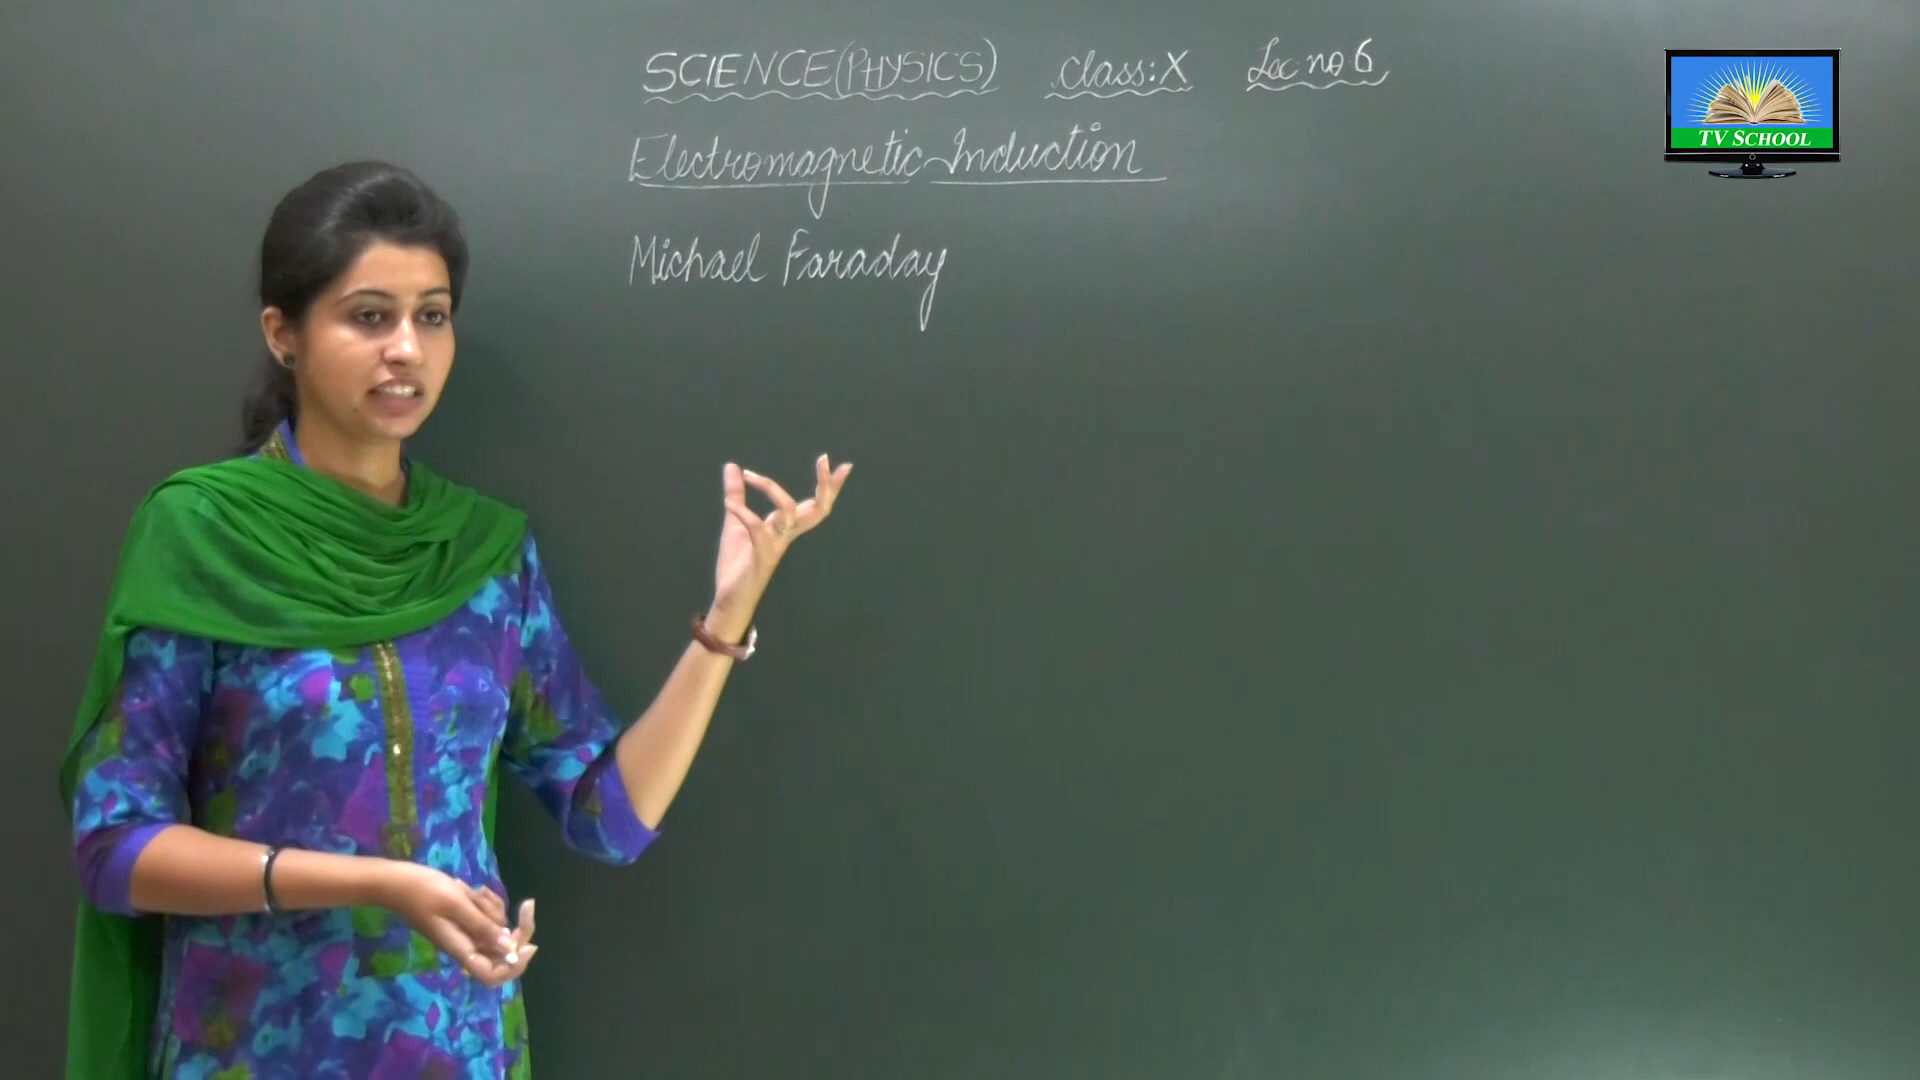 SCIENCE(PHYSICS) class:X Lec no 6
Electromagnetic Induction
Michael Faraday
TV SCHOOL